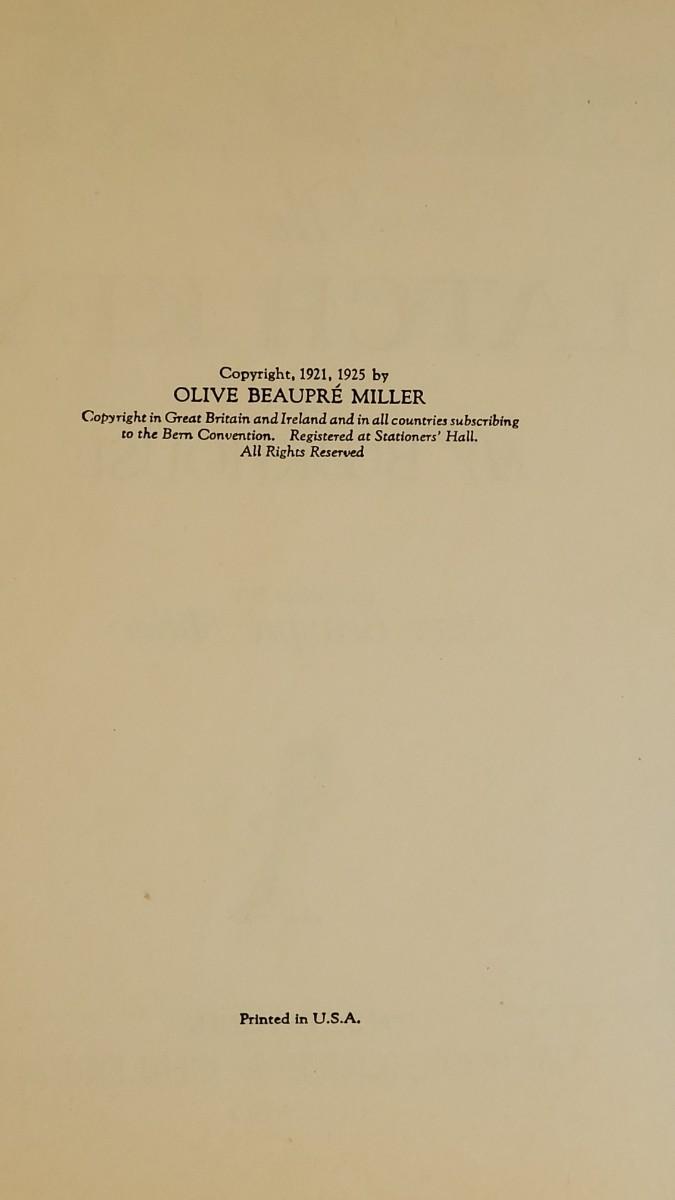 Copyright, 1921, 1925 by
OLIVE BEAUPRÉ MILLER
Copyright in Great Britain and Ireland and in all countries subscribing
to the Bern Convention. Registered at Stationers' Hall.
All Rights Reserved
Printed in U.S.A.